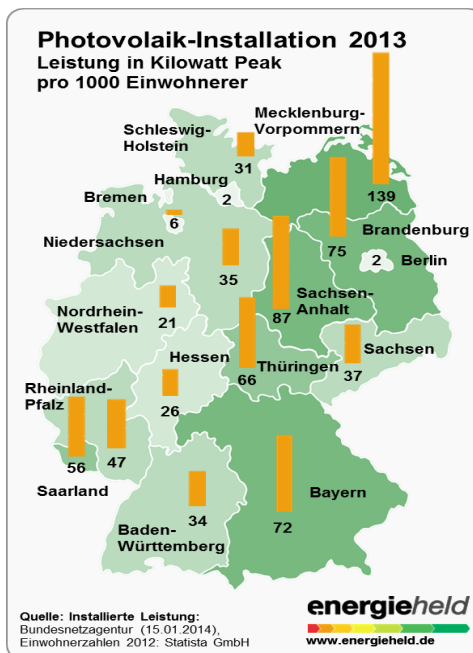 Photovolaik-Installation 2013
Leistung in Kilowatt Peak
pro 1000 Einwohnerer
Mecklenburg-
Vorpommern
Schleswig-
Holstein
31
139
Hamburg
2
Bremen
6
75
Brandenburg
Niedersachsen
35
2
Berlin
Sachsen-
Anhalt
87
Nordrhein-
Westfalen
21
Hessen
26
Thüringen
66
Sachsen
37
Rheinland-
Pfalz
56
47
Saarland
Bayern
72
34
Baden-
Württemberg
Quelle: Installierte Leistung:
Bundesnetzagentur (15.01.2014),
Einwohnerzahlen 2012: Statista GmbH
energieheld
www.energieheld.de